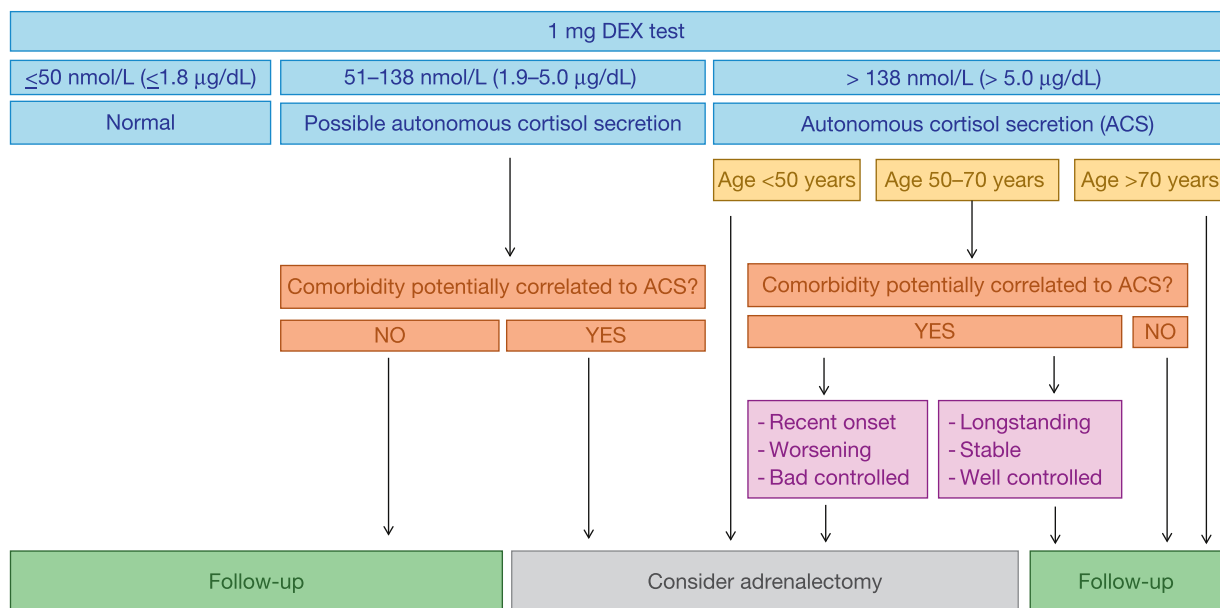 1 mg DEX test
≤50 nmol/L (≤1.8 μg/dL)
51–138 nmol/L (1.9–5.0 μg/dL)
> 138 nmol/L (> 5.0 μg/dL)
Normal
Possible autonomous cortisol secretion
Autonomous cortisol secretion (ACS)
Age <50 years
Age 50–70 years
Age >70 years
Comorbidity potentially correlated to ACS?
NO
YES
Comorbidity potentially correlated to ACS?
YES
NO
- Recent onset
- Worsening
- Bad controlled
- Longstanding
- Stable
- Well controlled
Follow-up
Consider adrenalectomy
Follow-up